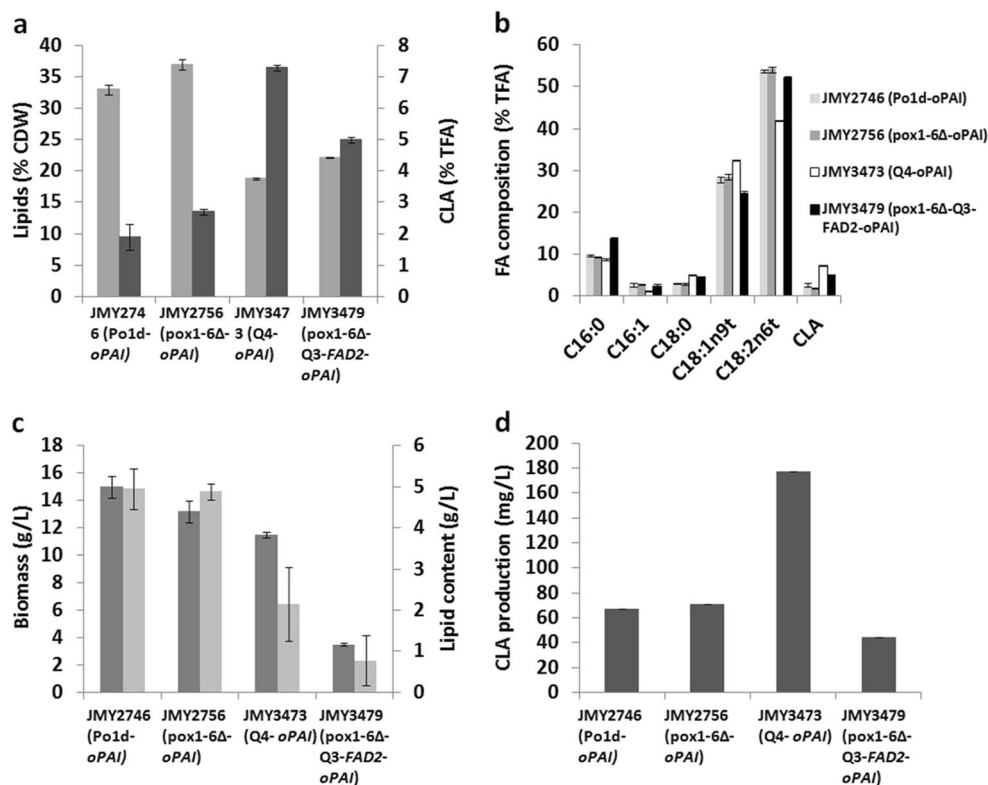 a
Lipids (% CDW)
40
35
30
25
20
15
10
5
0
8
7
6
5
4
3
2
1
0
CLA (% TFA)
JMY274
6 (Po1d-
oPAI)
JMY2756
(pox1-6Δ-
oPAI)
JMY347
3 (Q4-
oPAI)
JMY3479
(pox1-6Δ-
Q3-FAD2-
oPAI)
b
FA composition (% TFA)
60
50
40
30
20
10
0
C16:0
C16:1
C18:0
C18:1n9t
C18:2n6t
CLA
JMY2746 (Po1d-oPAI)
JMY2756 (pox1-6Δ-oPAI)
JMY3473 (Q4-oPAI)
JMY3479 (pox1-6Δ-Q3-
FAD2-oPAI)
c
Biomass (g/L)
18
16
14
12
10
8
6
4
2
0
6
5
4
3
2
1
0
Lipid content (g/L)
JMY2746
(Po1d-
oPAI)
JMY2756
(pox1-6Δ-
oPAI)
JMY3473
(Q4- oPAI)
JMY3479
(pox1-6Δ-
Q3-FAD2-
oPAI)
d
CLA production (mg/L)
200
180
160
140
120
100
80
60
40
20
0
JMY2746
(Po1d-
oPAI)
JMY2756
(pox1-6Δ-
oPAI)
JMY3473
(Q4- oPAI)
JMY3479
(pox1-6Δ-
Q3-FAD2-
oPAI)